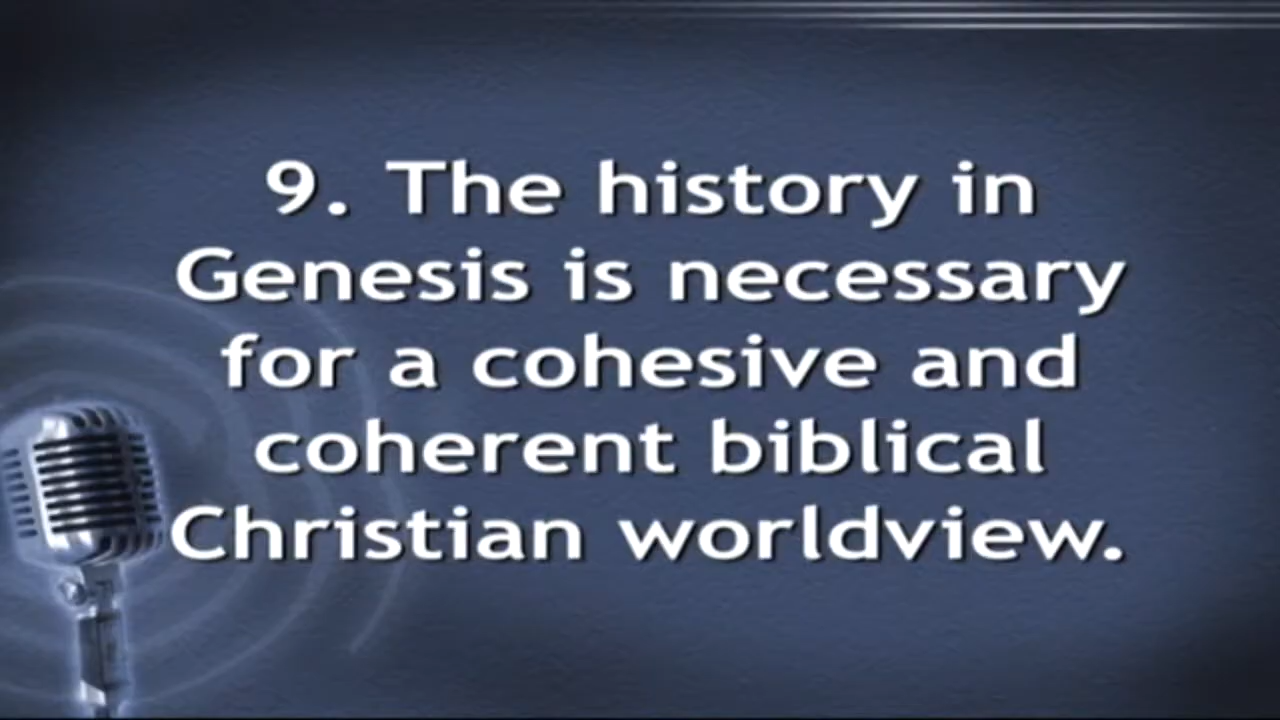 9. The history in
Genesis is necessary
for a cohesive and
coherent biblical
Christian worldview.